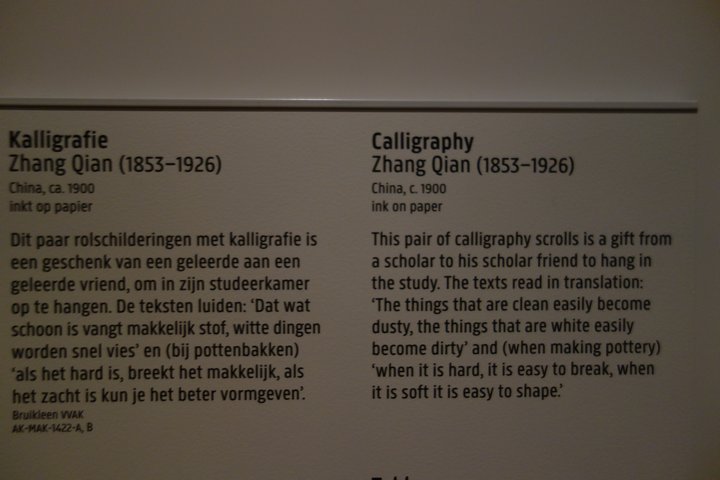 Kalligrafie
Zhang Qian (1853–1926)
China, ca. 1900
inkt op papier
Dit paar rolschilderingen met kalligrafie is
een geschenk van een geleerde aan een
geleerde vriend, om in zijn studeerkamer
op te hangen. De teksten luiden: ‘Dat wat
schoon is vangt makkelijk stof, witte dingen
worden snel vies’ en (bij pottenbakken)
‘als het hard is, breekt het makkelijk, als
het zacht is kun je het beter vormgeven’.
Bruikleen VVAK
AK-MAK-1422-A, B
Calligraphy
Zhang Qian (1853–1926)
China, c. 1900
ink on paper
This pair of calligraphy scrolls is a gift from
a scholar to his scholar friend to hang in
the study. The texts read in translation:
‘The things that are clean easily become
dusty, the things that are white easily
become dirty’ and (when making pottery)
‘when it is hard, it is easy to break, when
it is soft it is easy to shape.’